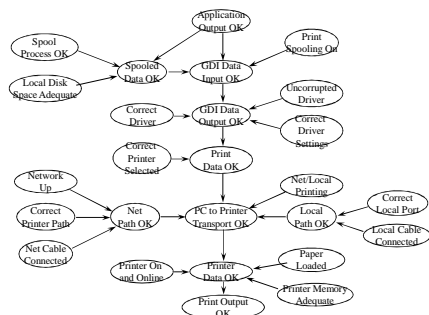 Application
Output OK
Spool
Process OK
Print
Spooling On
Spooled
Data OK
GDI Data
Input OK
Local Disk
Space Adequate
Uncorrupted
Driver
Correct
Driver
GDI Data
Output OK
Correct
Driver
Settings
Correct
Printer
Selected
Print
Data OK
Network
Up
Net/Local
Printing
Correct
Local Port
Correct
Printer Path
Net
Path OK
PC to Printer
Transport OK
Local
Path OK
Net Cable
Connected
Local Cable
Connected
Paper
Loaded
Printer On
and Online
Printer
Data OK
Printer Memory
Adequate
Print Output
OK